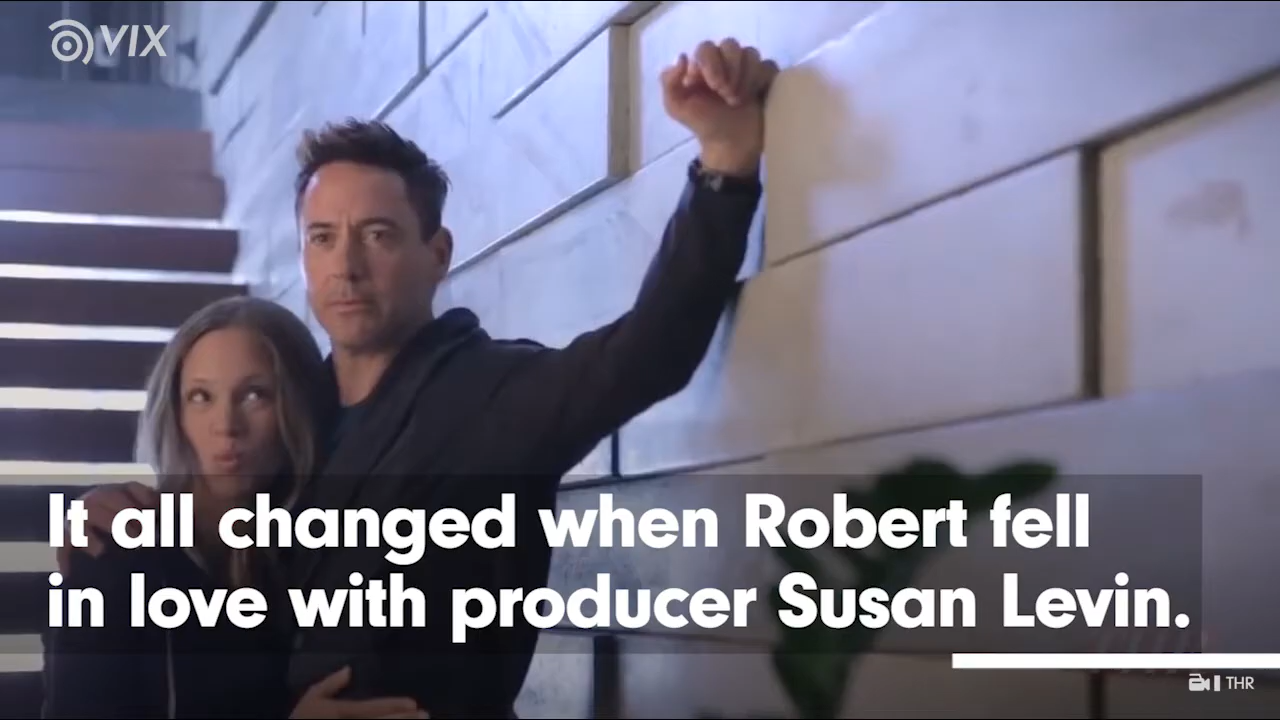 VIX
It all changed when Robert fell
in love with producer Susan Levin.
THR